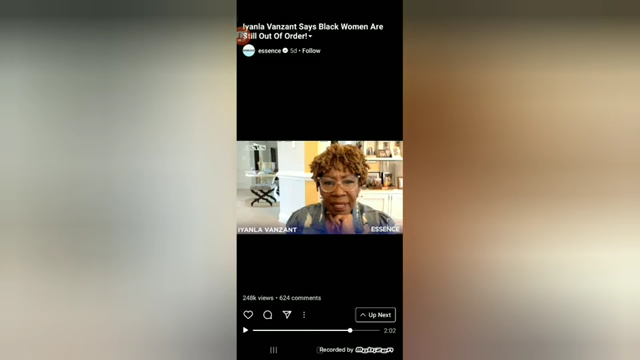 Iyanla Vanzant Says Black Women Are
Still Out Of Order!
essence 5d • Follow
IYANLA VANZANT
ESSENCE
248k views • 624 comments
Up Next
2:02
Recorded by